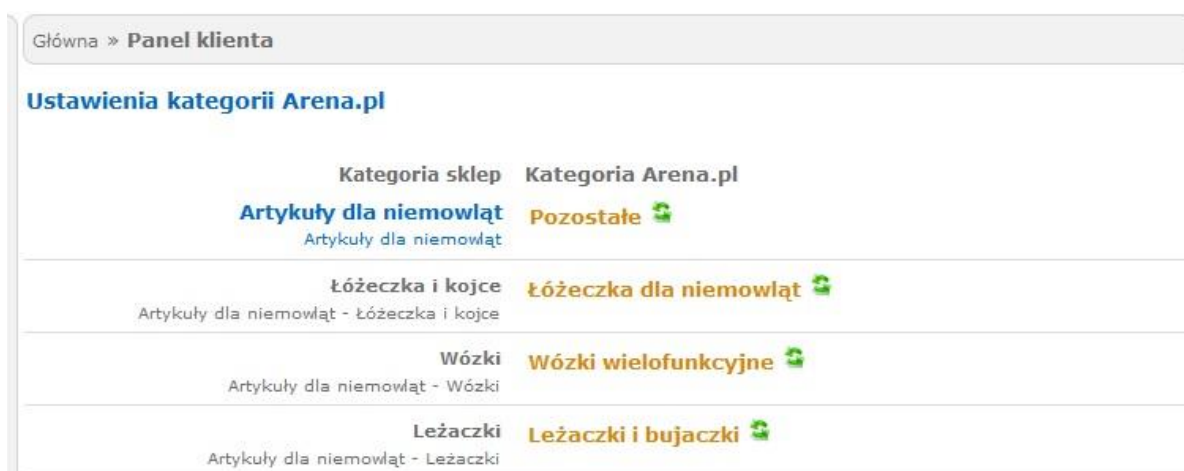 Główna » Panel klienta
Ustawienia kategorii Arena.pl
Kategoria sklep Kategoria Arena.pl
Artykuły dla niemowląt Pozostałe
Artykuły dla niemowląt
Łóżeczka i kojce Łóżeczka dla niemowląt
Artykuły dla niemowląt - Łóżeczka i kojce
Wózki Wózki wielofunkcyjne
Artykuły dla niemowląt - Wózki
Leżaczki Leżaczki i bujaczki
Artykuły dla niemowląt - Leżaczki